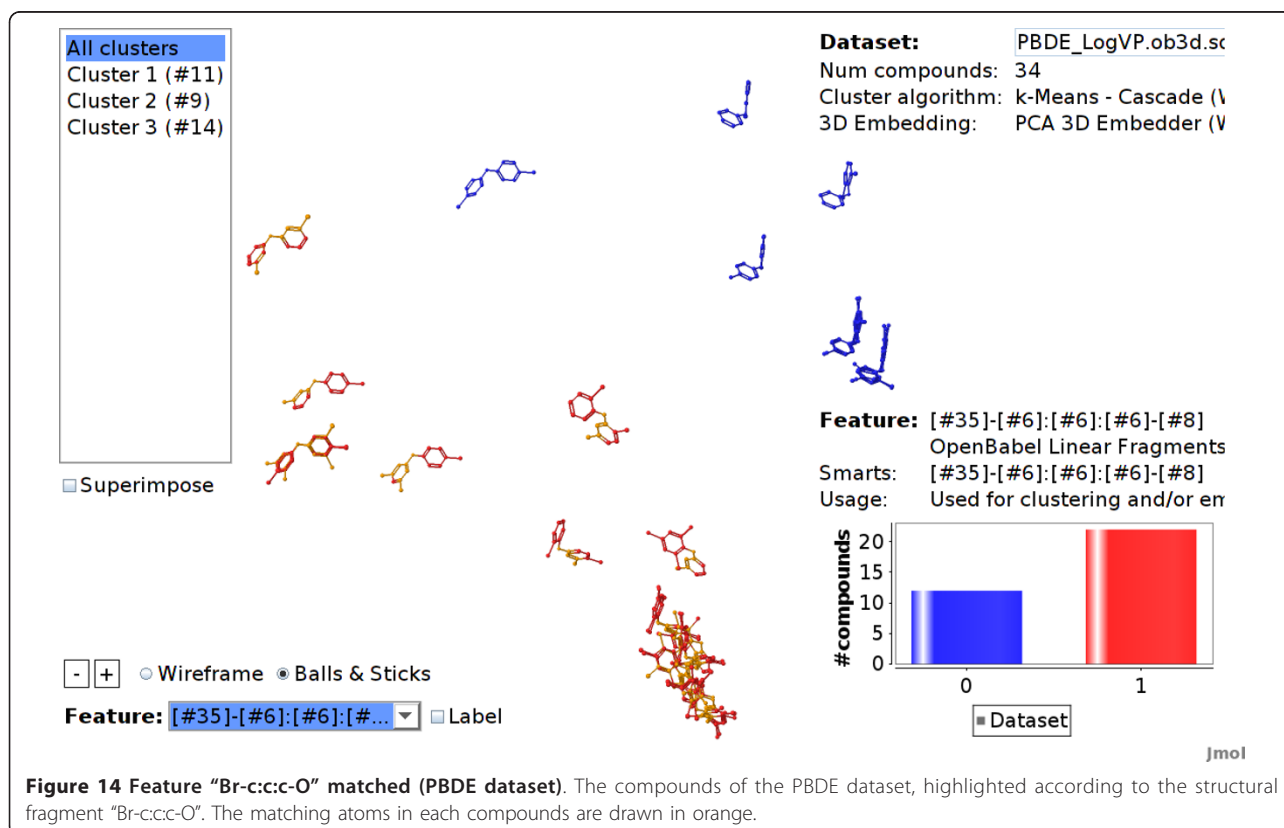 All clusters
Cluster 1 (#11)
Cluster 2 (#9)
Cluster 3 (#14)
Superimpose
Dataset: PBDE_LogVP.ob3d.sc
Num compounds: 34
Cluster algorithm: k-Means - Cascade (V
3D Embedding: PCA 3D Embedder (V
Feature: [#35]-[#6]:[#6]:[#6]-[#8]
OpenBabel Linear Fragments
Smarts: [#35]-[#6]:[#6]:[#6]-[#8]
Usage: Used for clustering and/or em
#compounds
20
15
10
5
0
0 1
Dataset
- + Wireframe Balls & Sticks
Feature: [#35]-[#6]:[#6]:[#... Label
Jmol
Figure 14 Feature “Br-c:c:c-O” matched (PBDE dataset). The compounds of the PBDE dataset, highlighted according to the structural
fragment “Br-c:c:c-O”. The matching atoms in each compounds are drawn in orange.